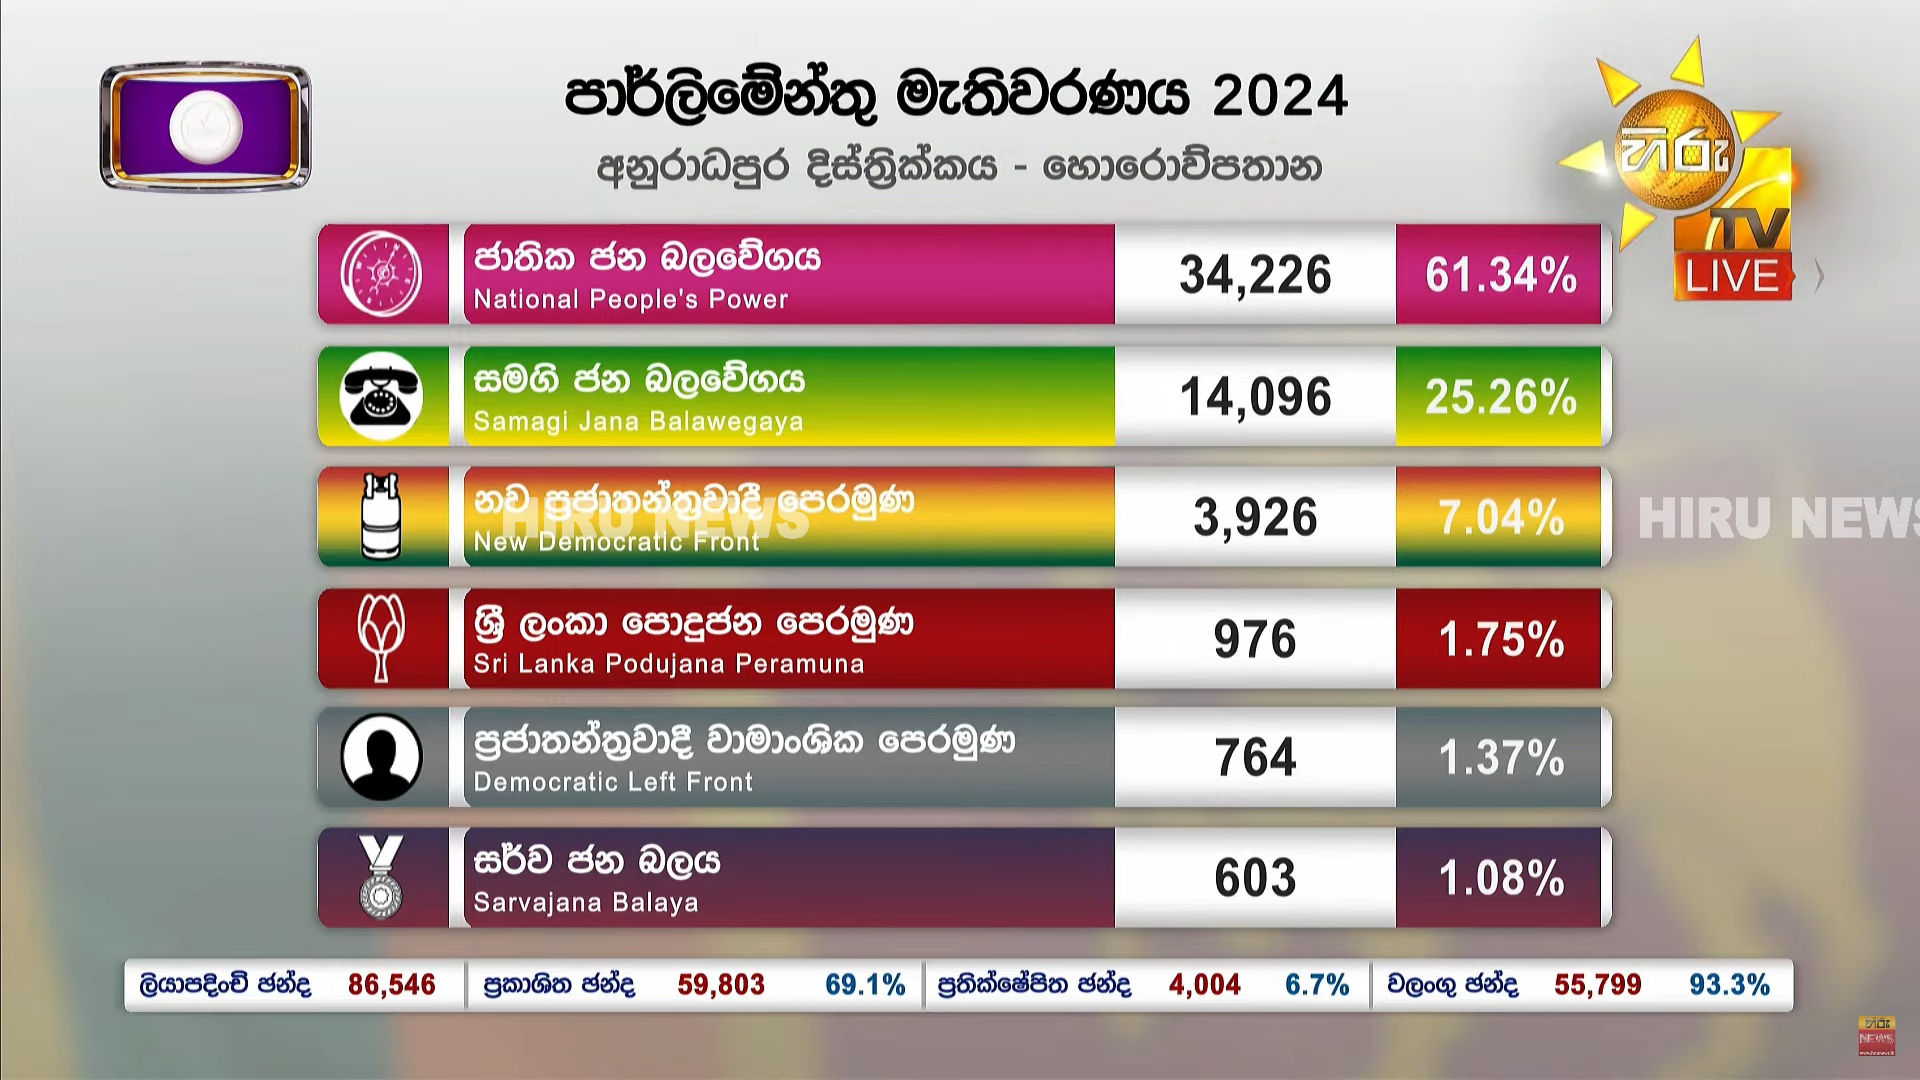 පාර්ලිමේන්තු මැතිවරණය 2024
අනුරාධපුර දිස්ත්‍රික්කය - හොරොව්පතාන
හිරු
TV
LIVE
ජාතික ජන බලවේගය
National People's Power
34,226
61.34%
සමගි ජන බලවේගය
Samagi Jana Balawegaya
14,096
25.26%
නව ප්‍රජාතන්ත්‍රවාදී පෙරමුණ
New Democratic Front
3,926
7.04%
HIRU NEWS
HIRU NEWS
ශ්‍රී ලංකා පොදුජන පෙරමුණ
Sri Lanka Podujana Peramuna
976
1.75%
ප්‍රජාතන්ත්‍රවාදී වාමාංශික පෙරමුණ
Democratic Left Front
764
1.37%
සර්ව ජන බලය
Sarvajana Balaya
603
1.08%
ලියාපදිංචි ඡන්ද 86,546 ප්‍රකාශිත ඡන්ද 59,803 69.1% ප්‍රතික්ෂේපිත ඡන්ද 4,004 6.7% වලංගු ඡන්ද 55,799 93.3%
හිරු
NEWS
www.hirunews.lk